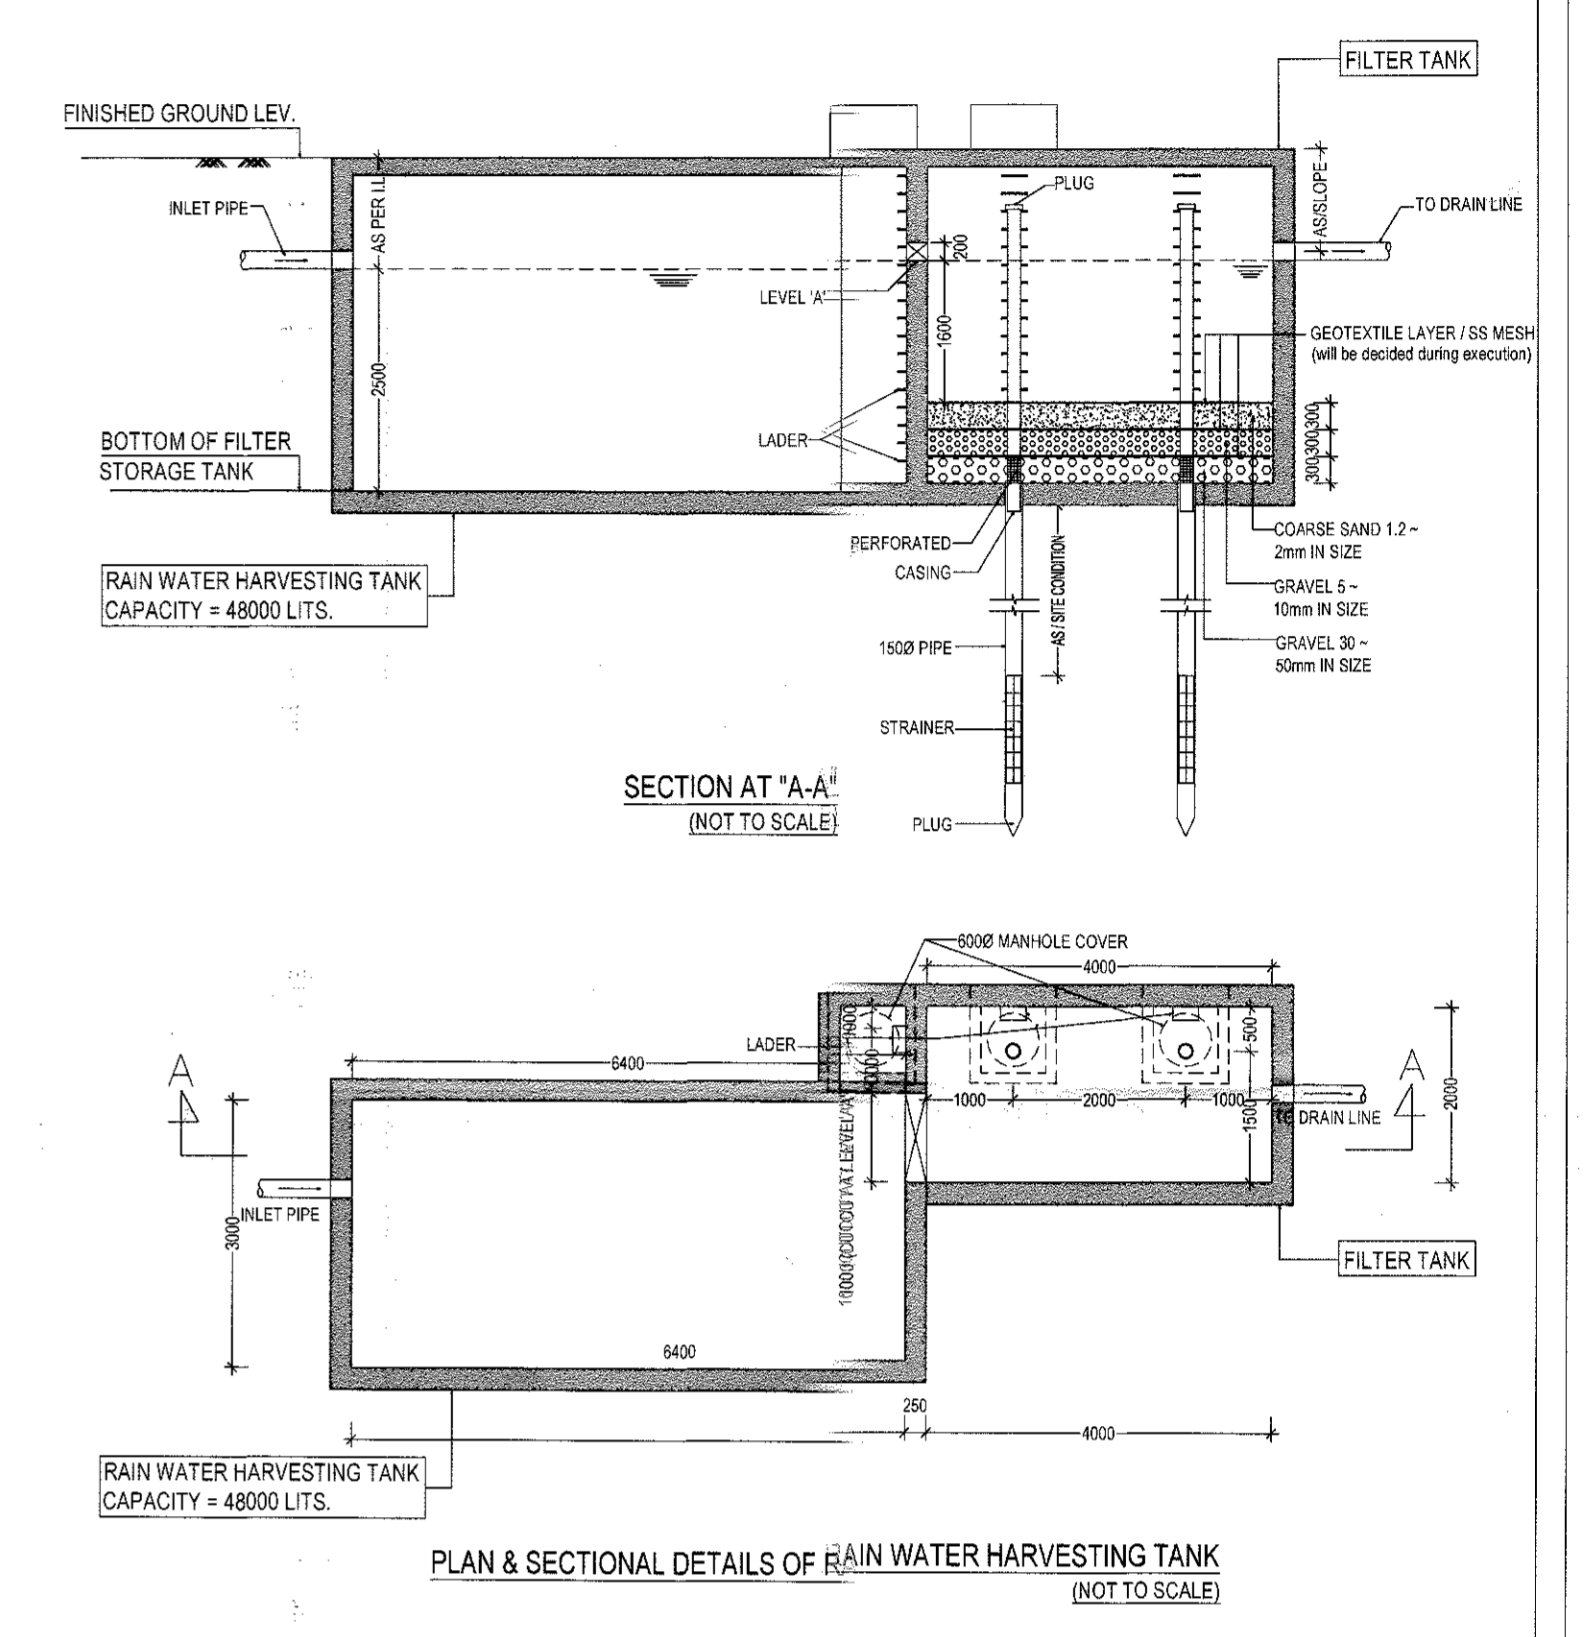 FILTER TANK
FINISHED GROUND LEV.
INLET PIPE
AS PER I.L
PLUG
AS/SLOPE
TO DRAIN LINE
200
LEVEL 'A'
1600
GEOTEXTILE LAYER / SS MESH
(will be decided during execution)
2500
BOTTOM OF FILTER
STORAGE TANK
LADER
300
300
300
COARSE SAND 1.2 ~
2mm IN SIZE
PERFORATED
CASING
AS / SITE CONDITION
GRAVEL 5 ~
10mm IN SIZE
RAIN WATER HARVESTING TANK
CAPACITY = 48000 LITS.
150Ø PIPE
GRAVEL 30 ~
50mm IN SIZE
STRAINER
SECTION AT "A-A"
(NOT TO SCALE)
PLUG
600Ø MANHOLE COVER
4000
LADER
6400
500
A
A
2000
1000
2000
1000
1500
DRAIN LINE
INLET PIPE
3000
FILTER TANK
6400
250
4000
RAIN WATER HARVESTING TANK
CAPACITY = 48000 LITS.
PLAN & SECTIONAL DETAILS OF RAIN WATER HARVESTING TANK
(NOT TO SCALE)